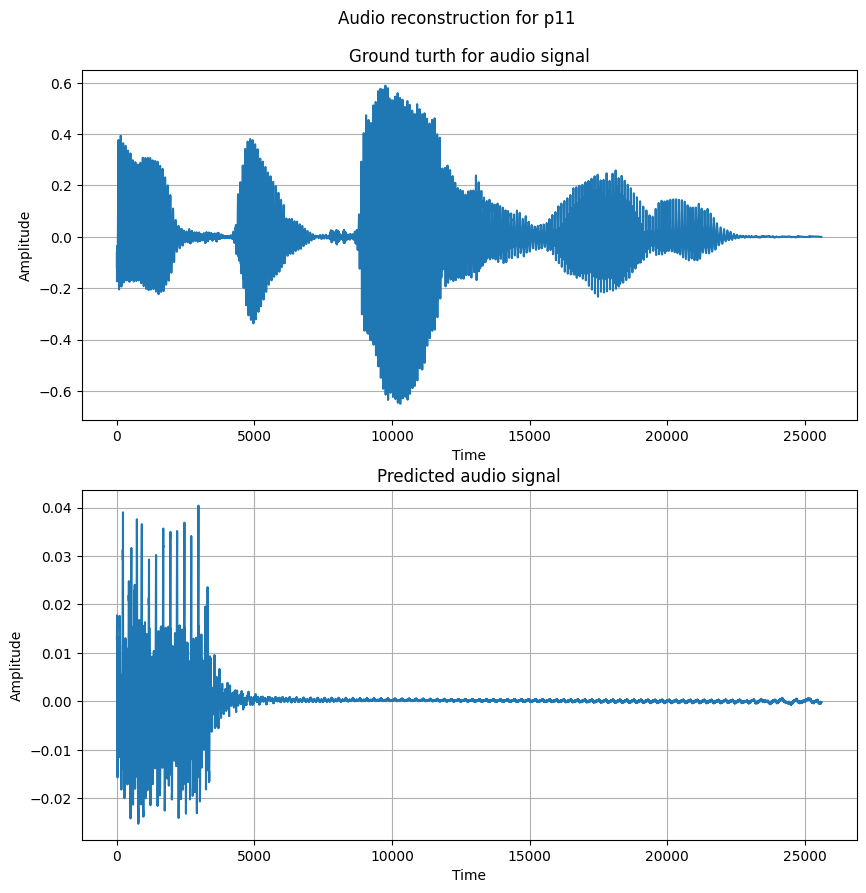 Audio reconstruction for p11
Ground turth for audio signal
0.6
0.4
0.2
0.0
−0.2
−0.4
−0.6
Amplitude
0 5000 10000 15000 20000 25000
Time
Predicted audio signal
0.04
0.03
0.02
0.01
0.00
−0.01
−0.02
Amplitude
0 5000 10000 15000 20000 25000
Time